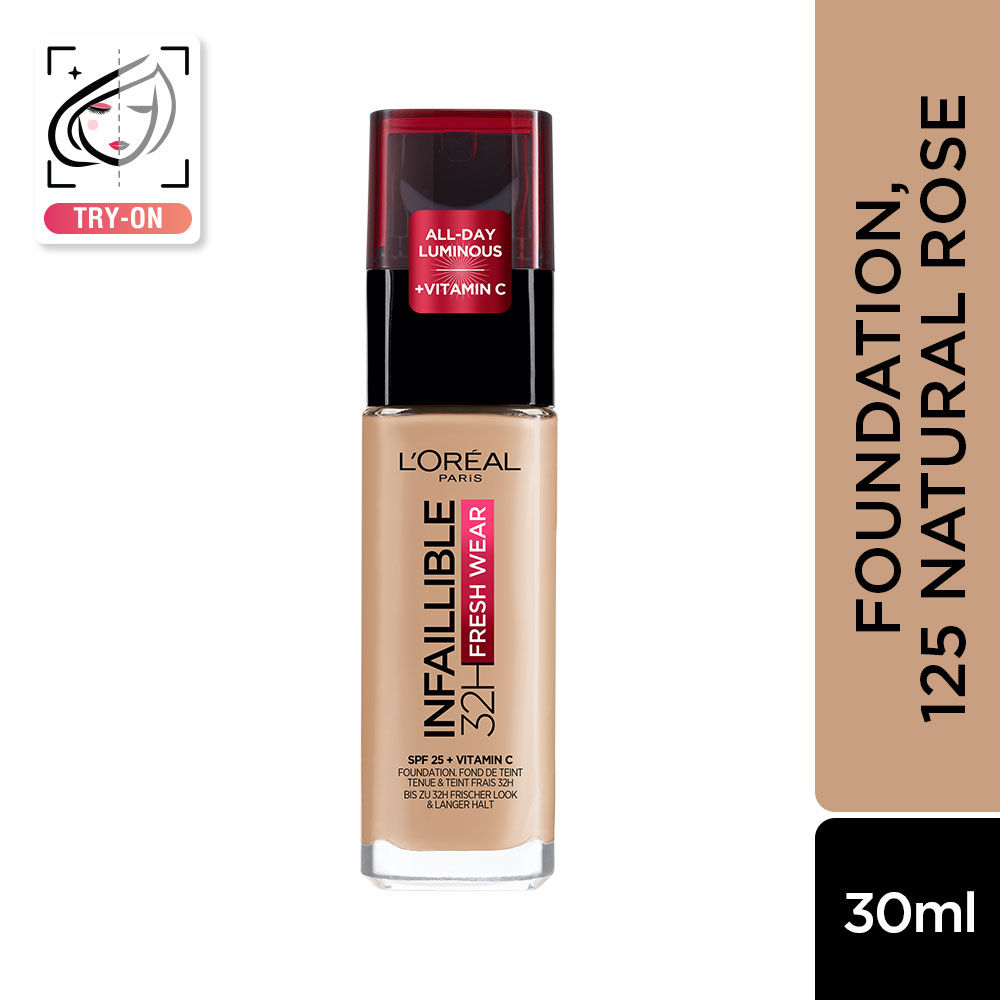 TRY-ON
ALL-DAY
LUMINOUS
+VITAMIN C
L'ORÉAL
PARIS
INFAILLIBLE
32H FRESH WEAR
SPF 25 + VITAMIN C
FOUNDATION. FOND DE TEINT
TENUE & TEINT FRAIS 32H
BIS ZU 32H FRISCHER LOOK
& LANGER HALT
FOUNDATION,
125 NATURAL ROSE
30ml